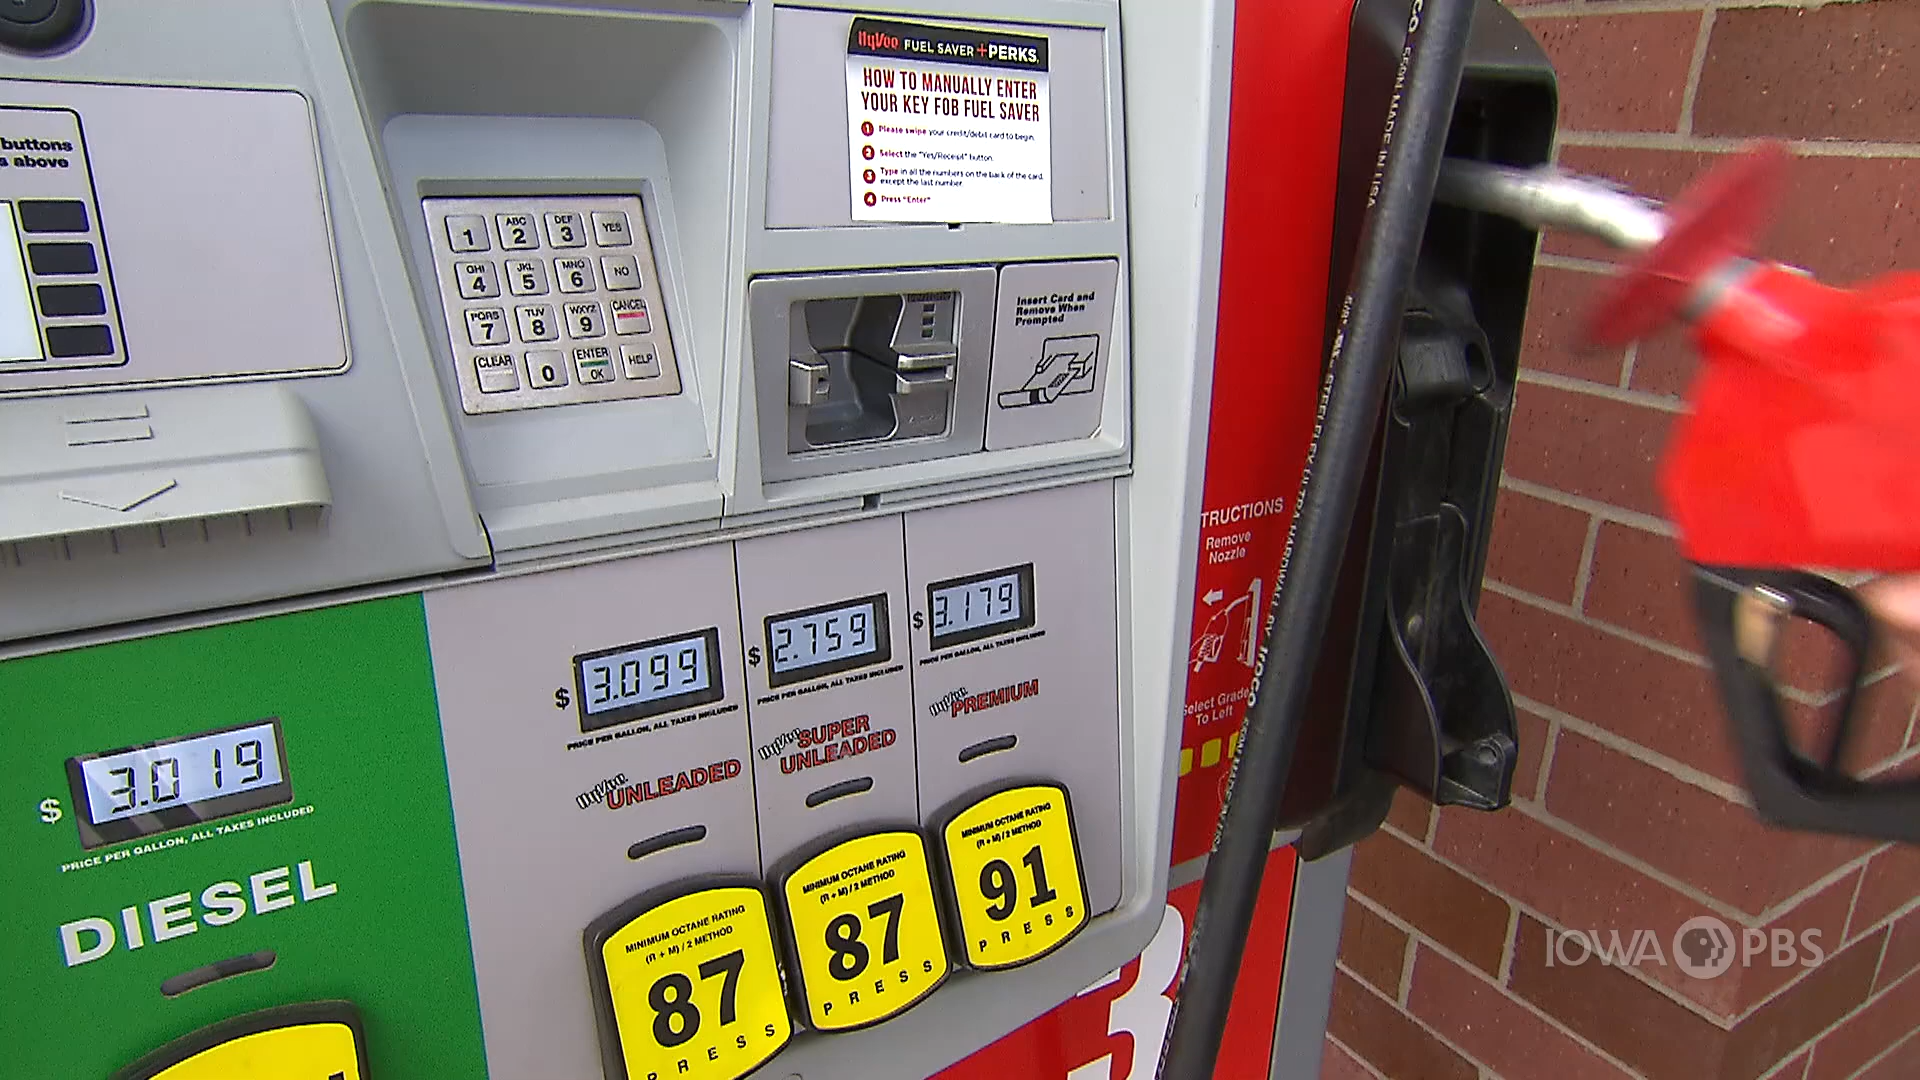 buttons
s above
HyVee FUEL SAVER + PERKS.
HOW TO MANUALLY ENTER
YOUR KEY FOB FUEL SAVER
1 Please swipe your credit/debit card to begin.
2 Select the "Yes/Receipt" button.
3 Type in all the numbers on the back of the card,
except the last number.
4 Press "Enter"
1 ABC 2 DEF 3 YES
GHI 4 JKL 5 MNO 6 NO
PQRS 7 TUV 8 WXYZ 9 CANCEL
CLEAR 0 ENTER OK HELP
Insert Card and
Remove When
Prompted
TRUCTIONS
Remove
Nozzle
Select Grade
To Left
$ 3.019
PRICE PER GALLON, ALL TAXES INCLUDED
DIESEL
$ 3.099
PRICE PER GALLON, ALL TAXES INCLUDED
HyVee UNLEADED
MINIMUM OCTANE RATING
(R + M) / 2 METHOD
87
PRESS
$ 2.759
PRICE PER GALLON, ALL TAXES INCLUDED
HyVee SUPER
UNLEADED
MINIMUM OCTANE RATING
(R + M) / 2 METHOD
87
PRESS
$ 3.179
PRICE PER GALLON, ALL TAXES INCLUDED
HyVee PREMIUM
MINIMUM OCTANE RATING
(R + M) / 2 METHOD
91
PRESS
3
IOWA PBS